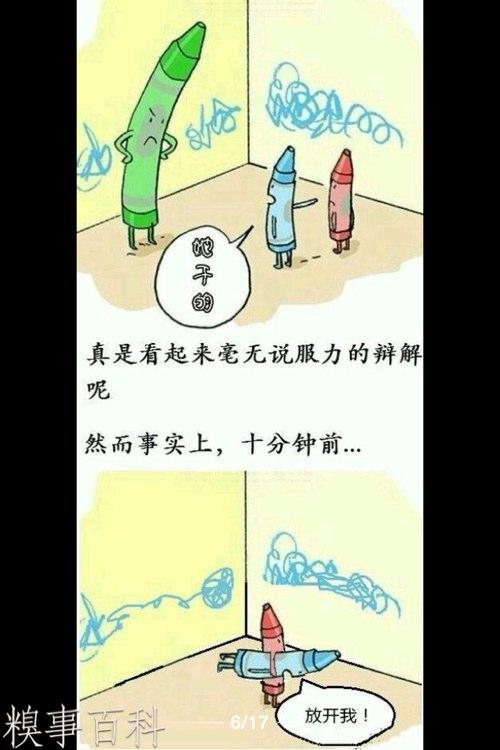 她干的
真是看起来毫无说服力的辩解
呢
然而事实上，十分钟前...
放开我！
糗事百科
6/17